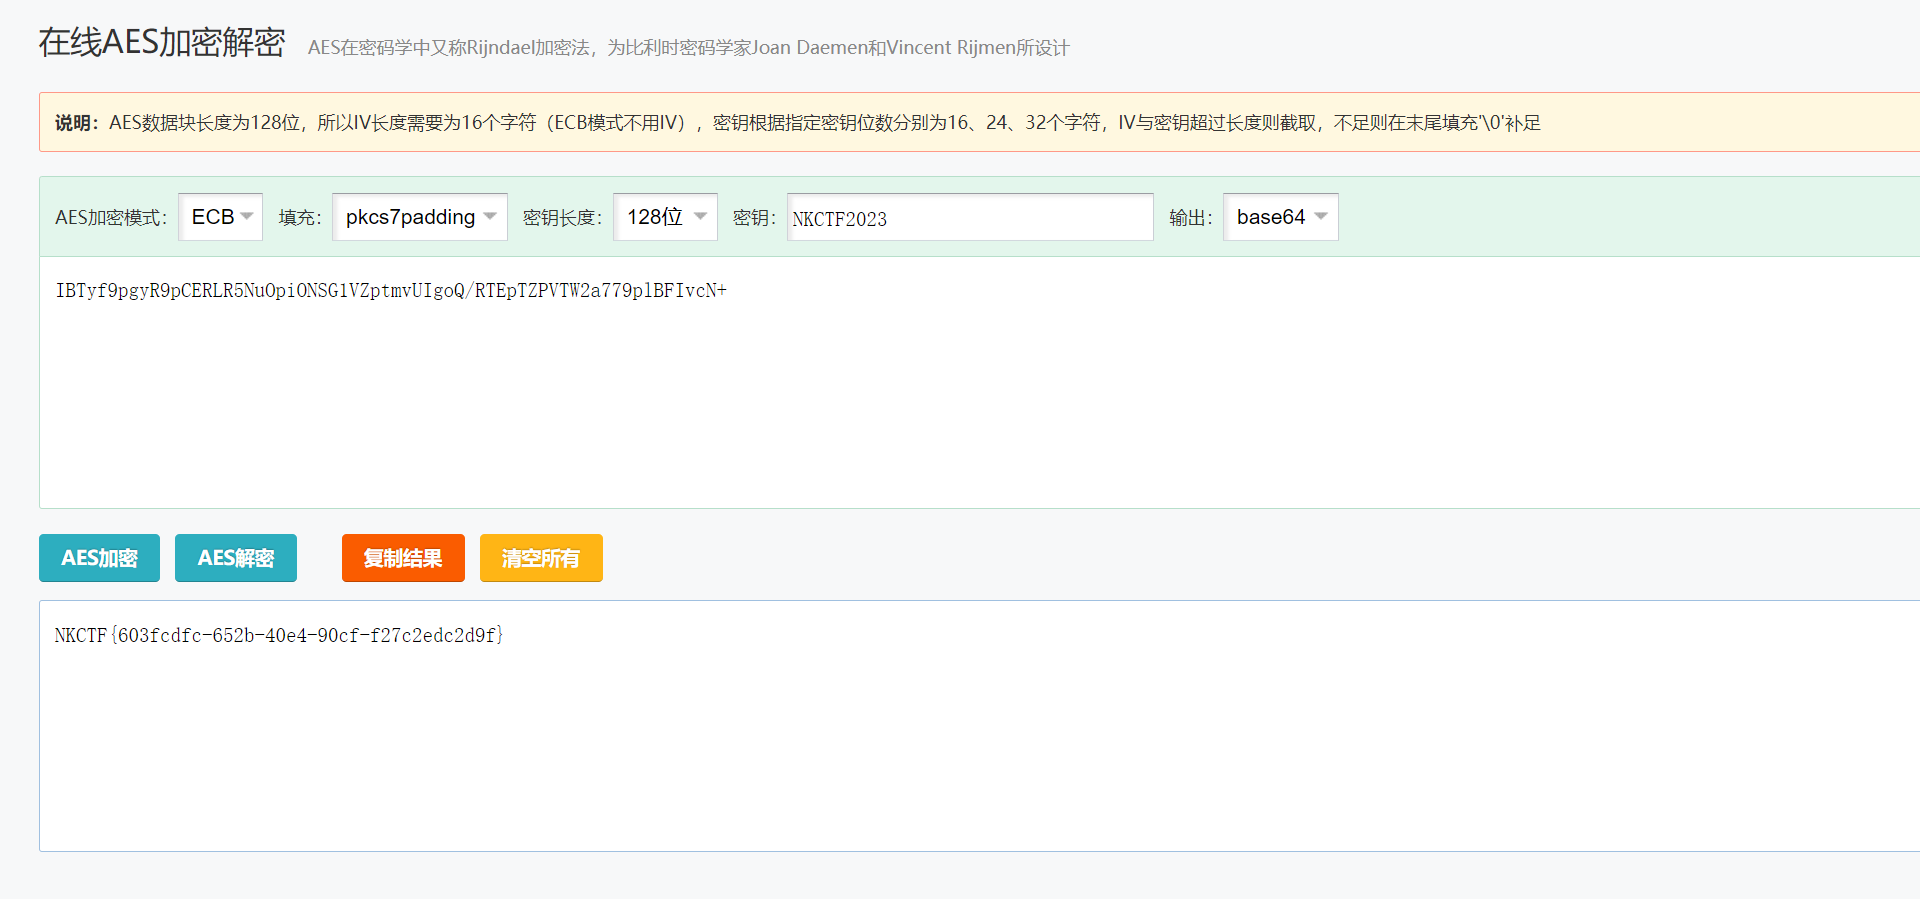 在线AES加密解密 AES在密码学中又称Rijndael加密法，为比利时密码学家Joan Daemen和Vincent Rijmen所设计
说明：AES数据块长度为128位，所以IV长度需要为16个字符（ECB模式不用IV），密钥根据指定密钥位数分别为16、24、32个字符，IV与密钥超过长度则截取，不足则在末尾填充'\0'补足
AES加密模式： ECB 填充： pkcs7padding 密钥长度： 128位 密钥： NKCTF2023 输出： base64
IBTyf9pgyR9pCERLR5NuOpiONSG1VZptmvUIgoQ/RTEpTZPVTW2a779plBFIvcN+
AES加密 AES解密 复制结果 清空所有
NKCTF{603fcdfc-652b-40e4-90cf-f27c2edc2d9f}